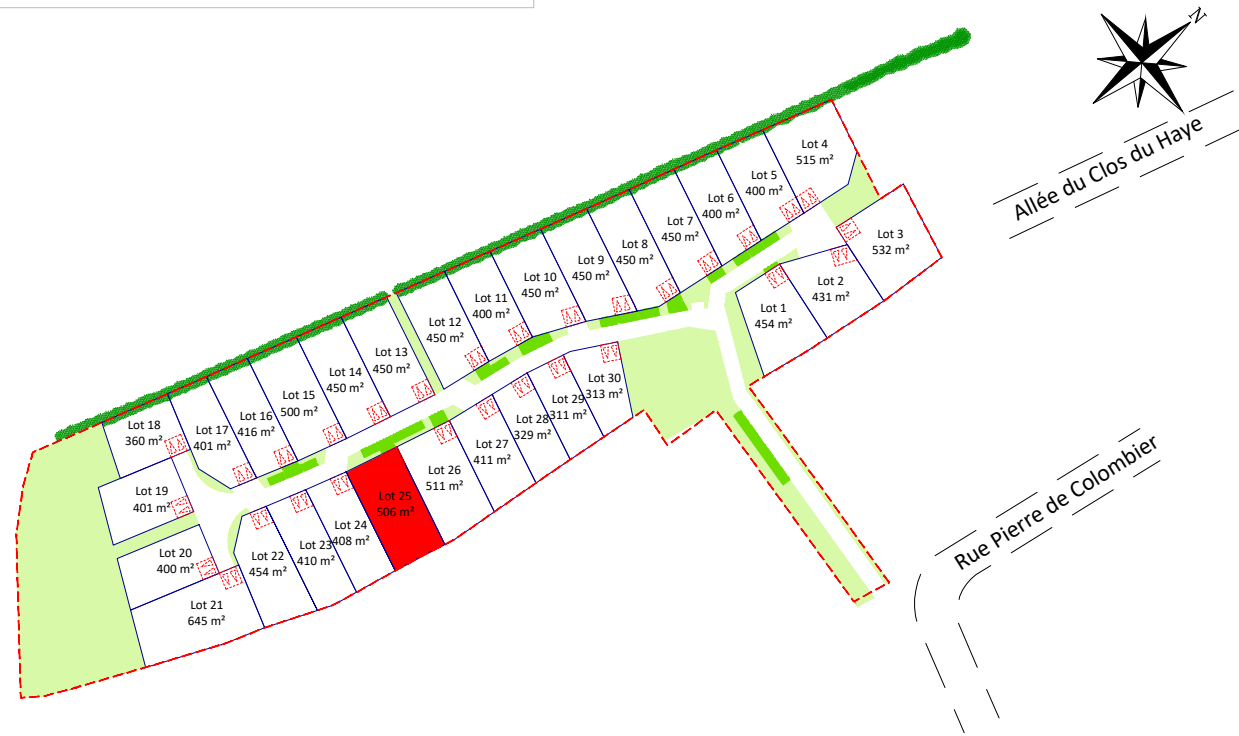 N
Allée du Clos du Haye
Lot 4
515 m²
Lot 5
400 m²
Lot 6
400 m²
Lot 7
450 m²
Lot 3
532 m²
Lot 8
450 m²
Lot 9
450 m²
Lot 10
450 m²
Lot 2
431 m²
Lot 11
400 m²
Lot 1
454 m²
Lot 12
450 m²
Lot 13
450 m²
Lot 14
450 m²
Lot 30
313 m²
Lot 15
500 m²
Lot 29
311 m²
Lot 16
416 m²
Lot 28
329 m²
Lot 18
360 m²
Lot 17
401 m²
Lot 27
411 m²
Lot 26
511 m²
Lot 19
401 m²
Lot 25
506 m²
Lot 24
408 m²
Lot 23
410 m²
Lot 20
400 m²
Lot 22
454 m²
Lot 21
645 m²
Rue Pierre de Colombier